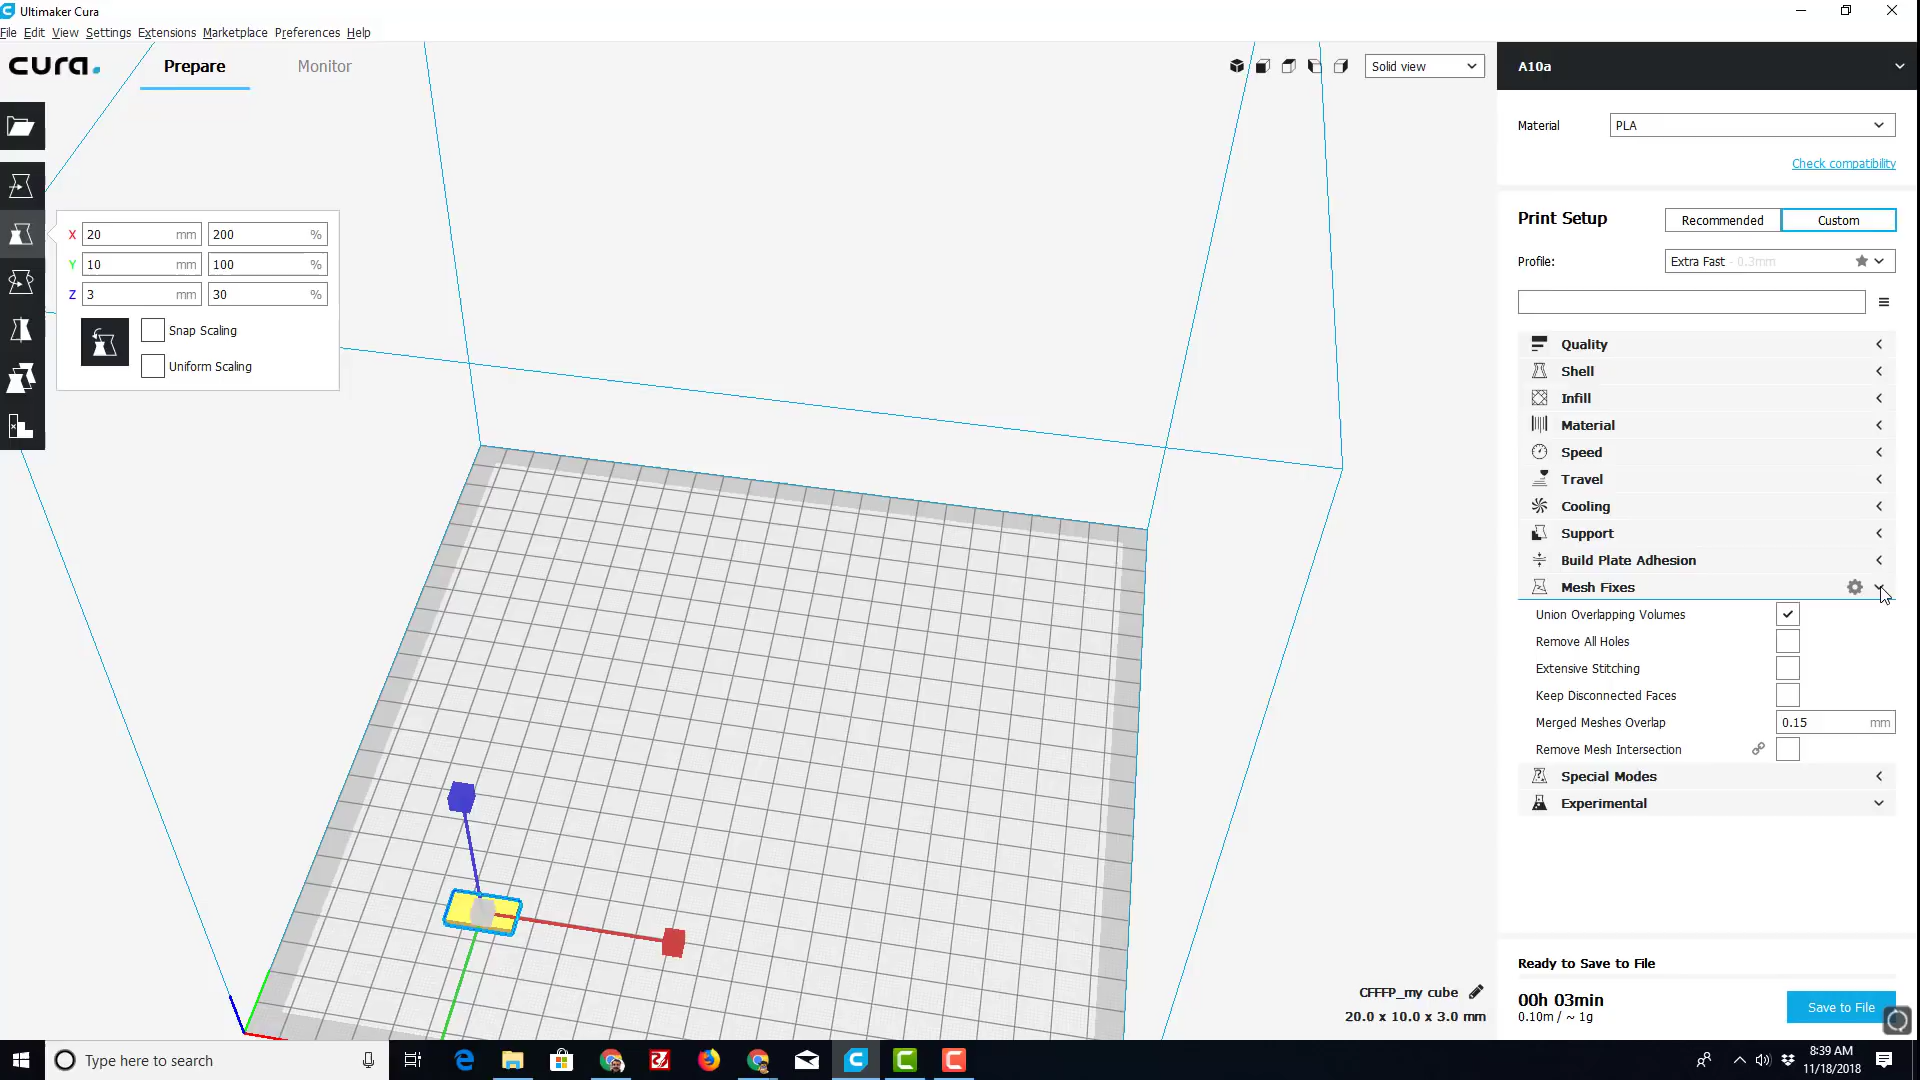 Ultimaker Cura
File Edit View Settings Extensions Marketplace Preferences Help
cura.
Prepare
Monitor
Solid view
A10a
Material
PLA
Check compatibility
X 20 mm 200 %
Y 10 mm 100 %
Z 3 mm 30 %
Snap Scaling
Uniform Scaling
Print Setup
Recommended
Custom
Profile:
Extra Fast - 0.3mm
Quality
Shell
Infill
Material
Speed
Travel
Cooling
Support
Build Plate Adhesion
Mesh Fixes
Union Overlapping Volumes
Remove All Holes
Extensive Stitching
Keep Disconnected Faces
Merged Meshes Overlap 0.15 mm
Remove Mesh Intersection
Special Modes
Experimental
CFFFP_my cube
20.0 x 10.0 x 3.0 mm
Ready to Save to File
00h 03min
0.10m / ~ 1g
Save to File
Type here to search
8:39 AM
11/18/2018